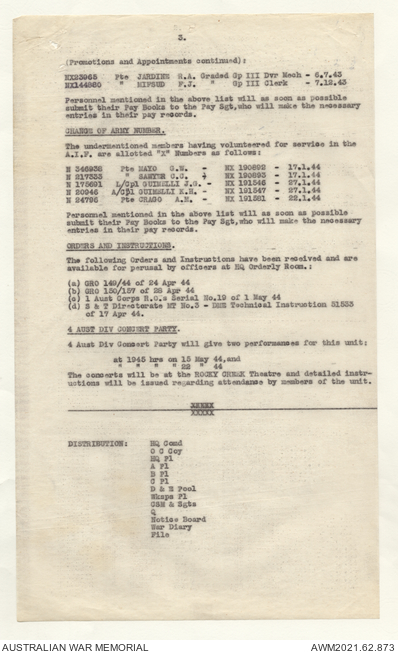 3.
(Promotions and Appointments continued):
NX23965 Pte JARDINE R.A. Graded Gp III Dvr Mech - 6.7.43
NX144880 " MIFSUD F.J. " Gp III Clerk - 7.12.43
Personnel mentioned in the above list will as soon as possible
submit their Pay Books to the Pay Sgt,who will make the necessary
entries in their pay records.
CHANGE OF ARMY NUMBER.
The undermentioned members having volunteered for service in the
A.I.F. are allotted "X" Numbers as follows:
N 346938 Pte MAYO G.W. - NX 190892 - 17.1.44
N 217333 " SAWYER C.J. NX 190893 - 17.1.44
N 175691 L/Cpl GUINELLI J.S. - NX 191546 - 27.1.44
N 20946 A/Cpl GUINELLI K.H. - NX 191547 - 27.1.44
N 24795 Pte CRAGO A.H. - NX 191551 - 22.1.44
Personnel mentioned in the above list will as soon as possible
submit their Pay Books to the Pay Sgt,who will make the necessary
entries in their pay records.
ORDERS AND INSTRUCTIONS.
The following Orders and Instructions have been received and are
available for perusal by officers at HQ Orderly Room.:
(a) GRO 149/44 of 24 Apr 44
(b) GRO 150/157 of 28 Apr 44
(c) 1 Aust Corps R.O.s Serial No.19 of 1 May 44
(d) S & T Directorate MT No.3 - DME Technical Instruction S1533
of 17 Apr 44.
4 AUST DIV CONCERT PARTY.
4 Aust Div Concert Party will give two performances for this unit:
at 1945 hrs on 15 May 44,and
" " " " 22 " 44
The concerts will be at the ROCKY CREEK Theatre and detailed instr-
uctions will be issued regarding attendance by members of the unit.
XXXXX
XXXXX
DISTRIBUTION: HQ Comd
O C Coy
HQ Pl
A Pl
B Pl
C Pl
D & E Pool
Wksps Pl
CSM & Sgts
Q
Notice Board
War Diary
File
AUSTRALIAN WAR MEMORIAL
AWM2021.62.873